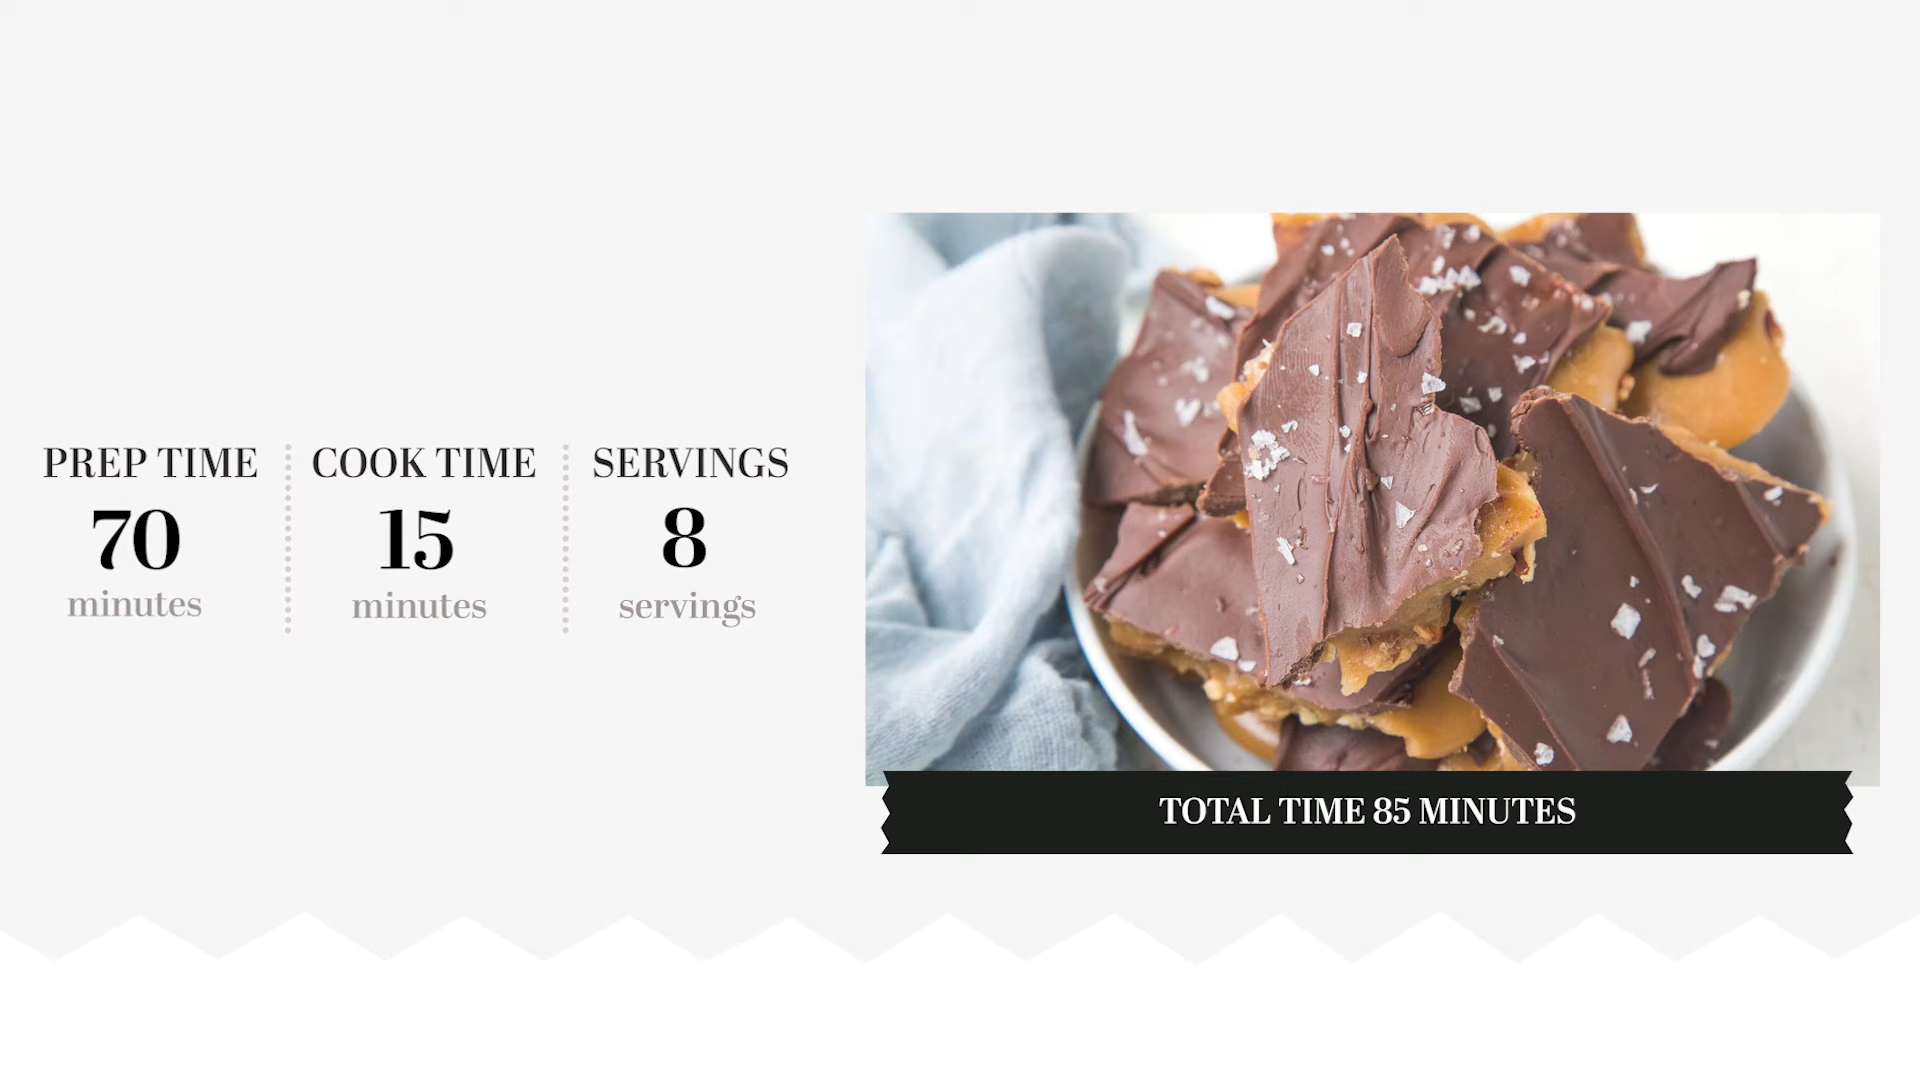 PREP TIME
70
minutes
COOK TIME
15
minutes
SERVINGS
8
servings
TOTAL TIME 85 MINUTES